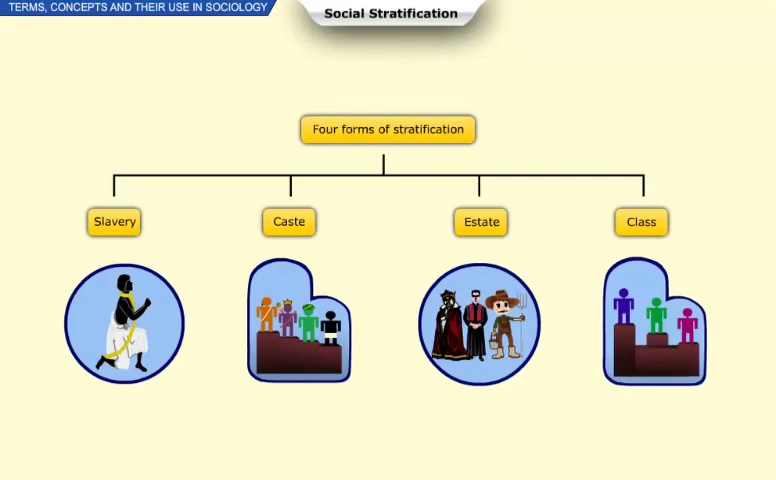 TERMS, CONCEPTS AND THEIR USE IN SOCIOLOGY
Social Stratification
Four forms of stratification
Slavery
Caste
Estate
Class